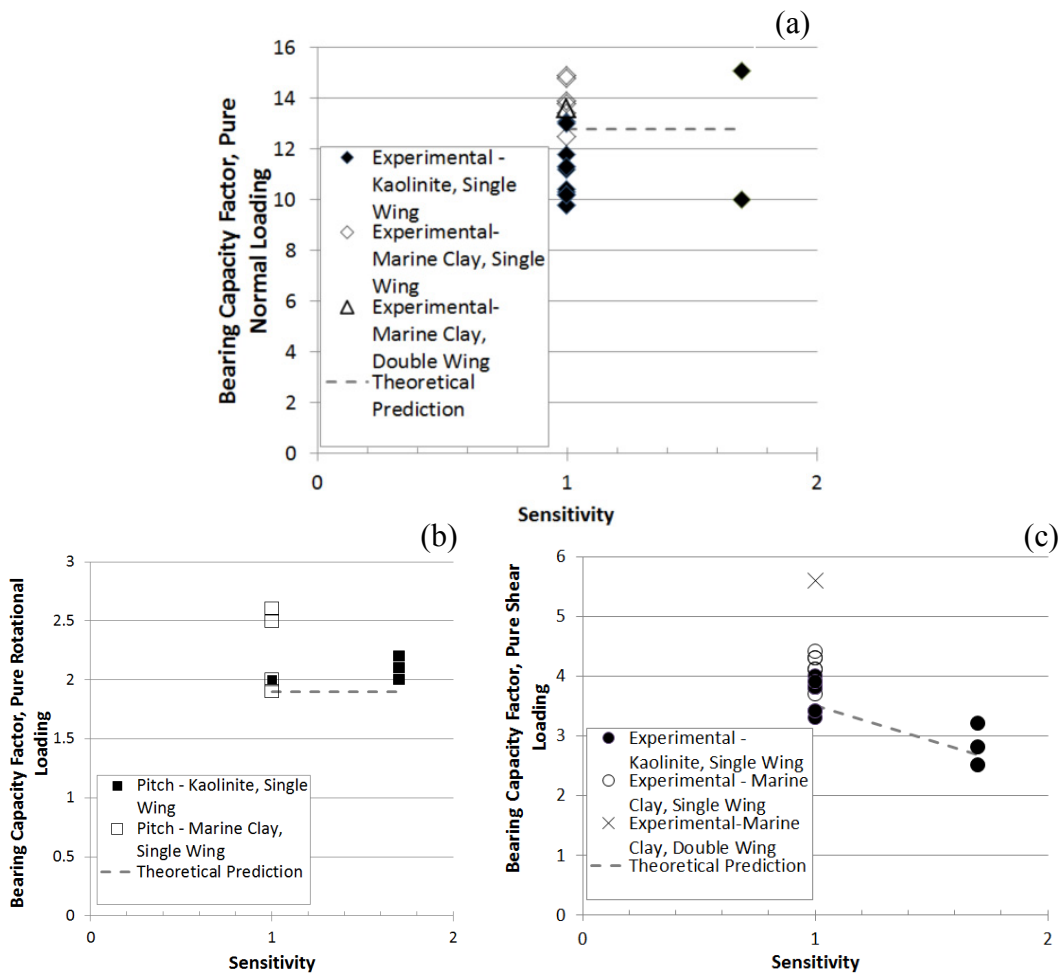 (a)
Bearing Capacity Factor, Pure
Normal Loading
16
14
12
10
8
6
4
2
0
Experimental -
Kaolinite, Single
Wing
Experimental-
Marine Clay, Single
Wing
Experimental-
Marine Clay,
Double Wing
Theoretical
Prediction
0
1
2
Sensitivity
(b)
Bearing Capacity Factor, Pure Rotational
Loading
3
2.5
2
1.5
1
0.5
0
Pitch - Kaolinite, Single
Wing
Pitch - Marine Clay,
Single Wing
Theoretical Prediction
0
1
2
Sensitivity
(c)
Bearing Capacity Factor, Pure Shear
Loading
6
5
4
3
2
1
0
Experimental -
Kaolinite, Single Wing
Experimental - Marine
Clay, Single Wing
Experimental-Marine
Clay, Double Wing
Theoretical Prediction
0
1
2
Sensitivity